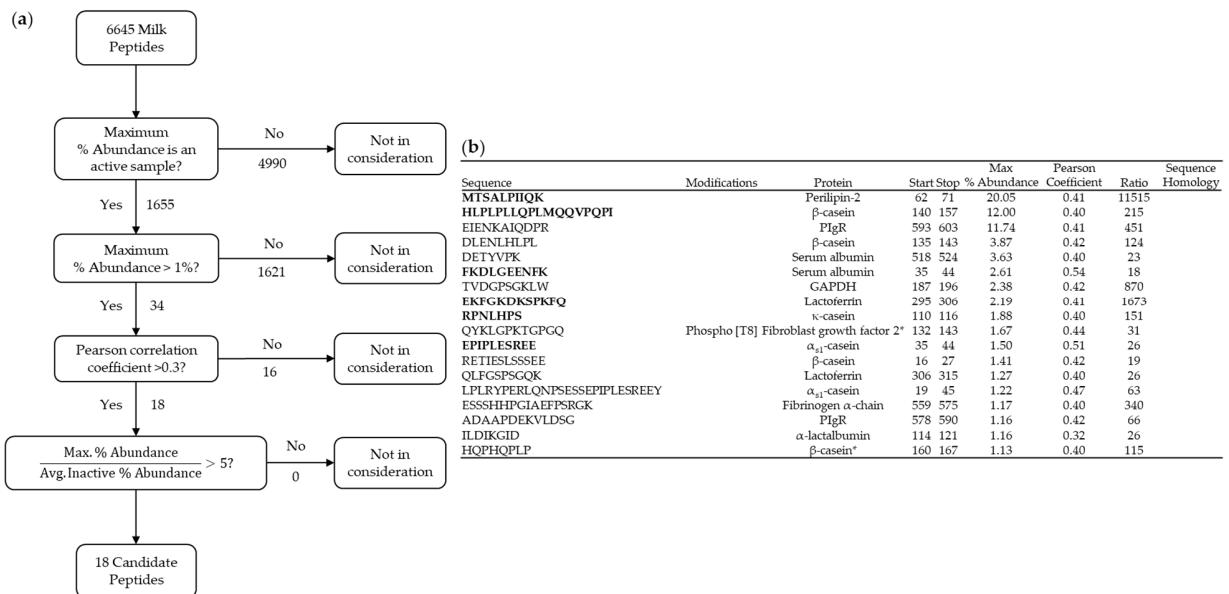 (a)
6645 Milk
Peptides
Maximum
% Abundance is an
active sample?
No
4990
Not in
consideration
Yes 1655
Maximum
% Abundance > 1%?
No
1621
Not in
consideration
Yes 34
Pearson correlation
coefficient >0.3?
No
16
Not in
consideration
Yes 18
Max. % Abundance
Avg. Inactive % Abundance
> 5?
No
0
Not in
consideration
18 Candidate
Peptides
(b)
Sequence Modifications Protein Start Stop Max % Abundance Pearson Coefficient Ratio Sequence Homology
MTSALPIIQK Perilipin-2 62 71 20.05 0.41 11515
HLPLPLLQPLMQQVPQPI β-casein 140 157 12.00 0.40 215
EIENKAIQDPR PIgR 593 603 11.74 0.41 451
DLENLHLPL β-casein 135 143 3.87 0.42 124
DETYVPK Serum albumin 518 524 3.63 0.40 23
FKDLGEENFK Serum albumin 35 44 2.61 0.54 18
TVDGPSGKLW GAPDH 187 196 2.38 0.42 870
EKFGKDKSPKFQ Lactoferrin 295 306 2.19 0.41 1673
RPNLHPS κ-casein 110 116 1.88 0.40 151
QYKLGPKTGPGQ Phospho [T8] Fibroblast growth factor 2* 132 143 1.67 0.44 31
EPIPLESREE αs1-casein 35 44 1.50 0.51 26
RETIESLSSSEE β-casein 16 27 1.41 0.42 19
QLFGSPSGQK Lactoferrin 306 315 1.27 0.40 26
LPLRYPERLQNPSESSEPIPLESREEY αs1-casein 19 45 1.22 0.47 63
ESSSHHPGIAEFPSRGK Fibrinogen α-chain 559 575 1.17 0.40 340
ADAAPDEKVLDSG PIgR 578 590 1.16 0.42 66
ILDIKGID α-lactalbumin 114 121 1.16 0.32 26
HQPHQPLP β-casein* 160 167 1.13 0.40 115